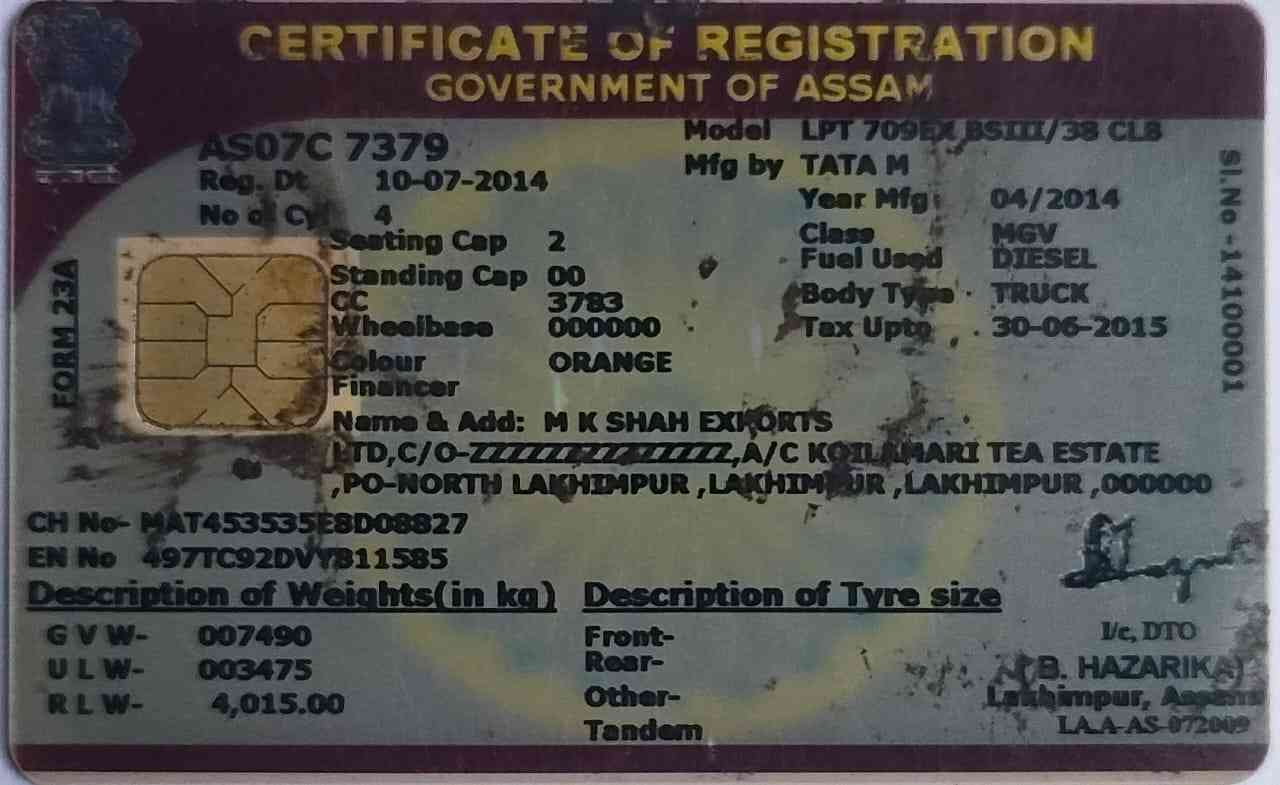 CERTIFICATE OF REGISTRATION
GOVERNMENT OF ASSAM
AS07C 7379
Reg. Dt 10-07-2014
No of Cyl 4
Seating Cap 2
Standing Cap 00
CC 3783
Wheelbase 000000
Colour ORANGE
Financer
Model LPT 709EX BSIII/38 CLB
Mfg by TATA M
Year Mfg 04/2014
Class MGV
Fuel Used DIESEL
Body Type TRUCK
Tax Upto 30-06-2015
Sl.No -14100001
FORM 23A
Name & Add: M K SHAH EXPORTS
LTD,C/O-ZZZZZZZZZZZZZZZ,A/C KOILAMARI TEA ESTATE
,PO-NORTH LAKHIMPUR ,LAKHIMPUR ,LAKHIMPUR ,000000
CH No- MAT453535E8D08827
EN No 497TC92DVYB11585
Description of Weights(in kg)
G V W- 007490
U L W- 003475
R L W- 4,015.00
Description of Tyre size
Front-
Rear-
Other-
Tandem
I/c, DTO
(B. HAZARIKA)
Lakhimpur, Assam
LA.A-AS-072009